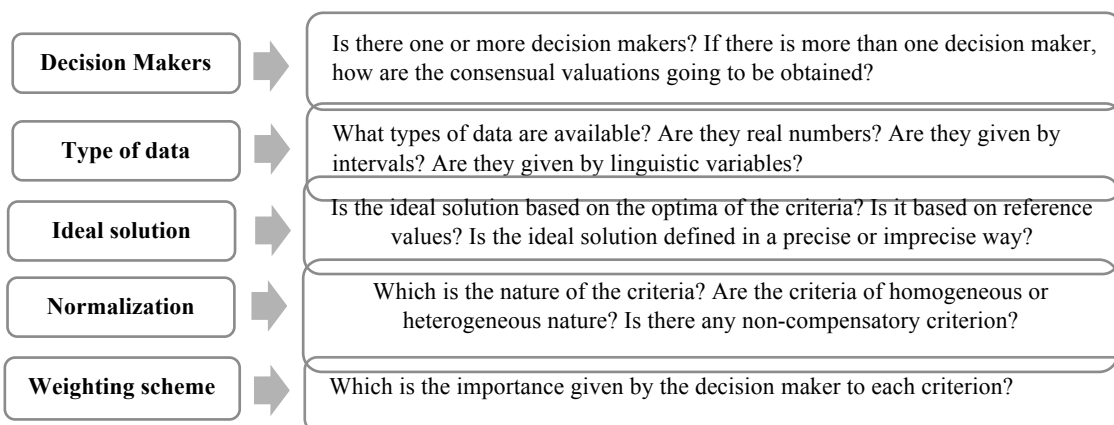 Decision Makers
Is there one or more decision makers? If there is more than one decision maker,
how are the consensual valuations going to be obtained?
Type of data
What types of data are available? Are they real numbers? Are they given by
intervals? Are they given by linguistic variables?
Ideal solution
Is the ideal solution based on the optima of the criteria? Is it based on reference
values? Is the ideal solution defined in a precise or imprecise way?
Normalization
Which is the nature of the criteria? Are the criteria of homogeneous or
heterogeneous nature? Is there any non-compensatory criterion?
Weighting scheme
Which is the importance given by the decision maker to each criterion?